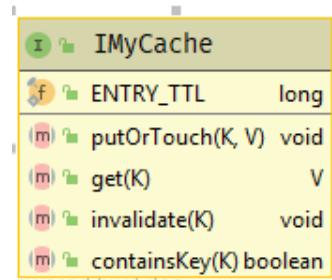 I IMyCache
f ENTRY_TTL long
m putOrTouch(K, V) void
m get(K) V
m invalidate(K) void
m containsKey(K) boolean